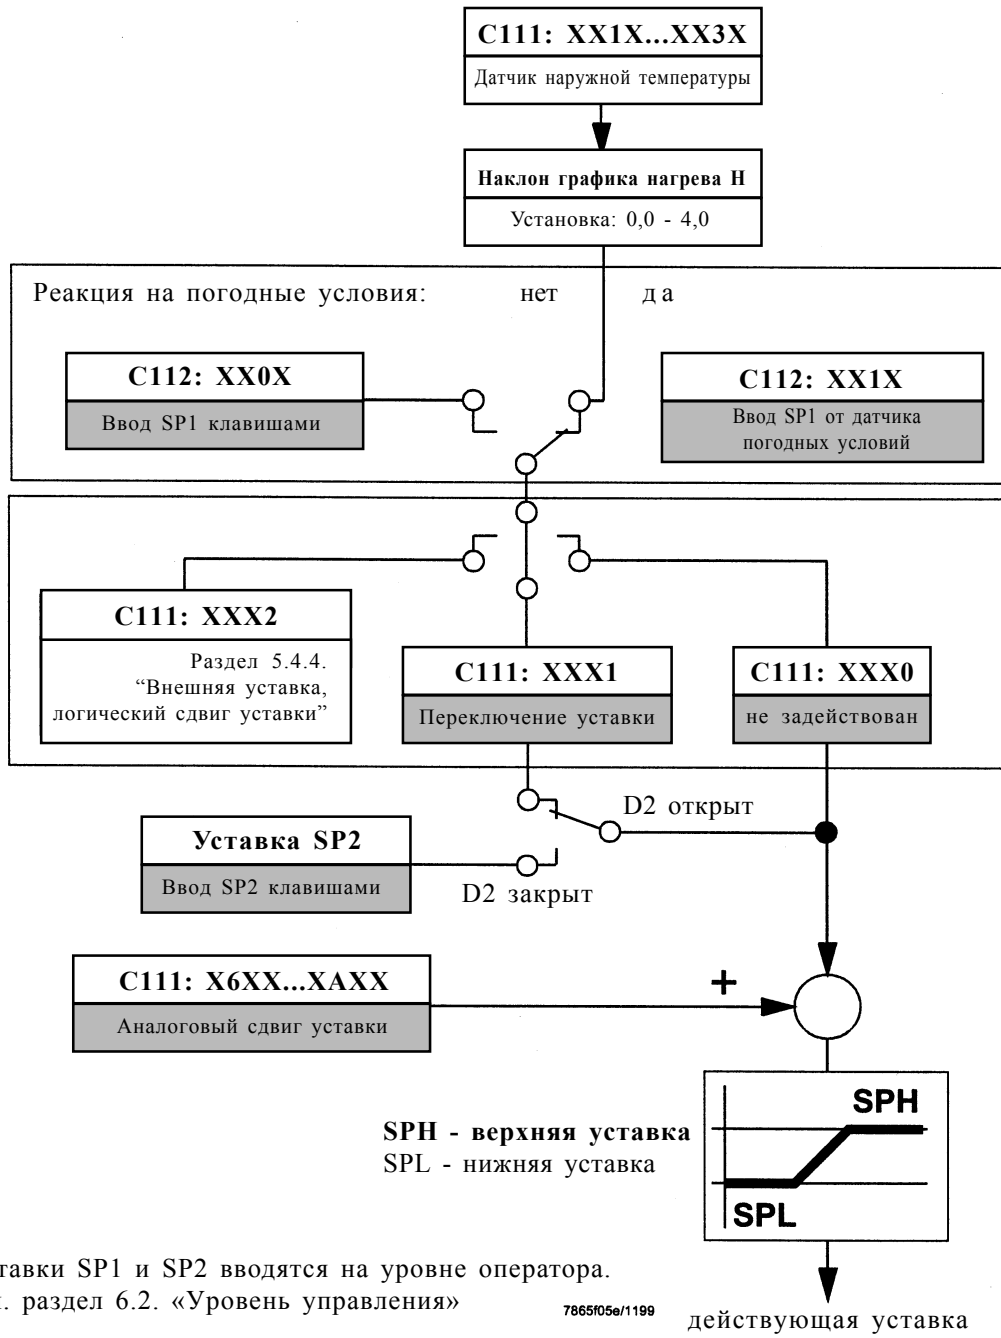 C111: XX1X...XX3X
Датчик наружной температуры
Наклон графика нагрева H
Установка: 0,0 - 4,0
Реакция на погодные условия: нет да
C112: XX0X
Ввод SP1 клавишами
C112: XX1X
Ввод SP1 от датчика
погодных условий
C111: XXX2
Раздел 5.4.4.
“Внешняя уставка,
логический сдвиг уставки”
C111: XXX1
Переключение уставки
C111: XXX0
не задействован
D2 открыт
Уставка SP2
Ввод SP2 клавишами
D2 закрыт
C111: X6XX...XAXX
Аналоговый сдвиг уставки
+
SPH
SPH - верхняя уставка
SPL - нижняя уставка
SPL
тавки SP1 и SP2 вводятся на уровне оператора.
. раздел 6.2. «Уровень управления»
7865f05e/1199
действующая уставка